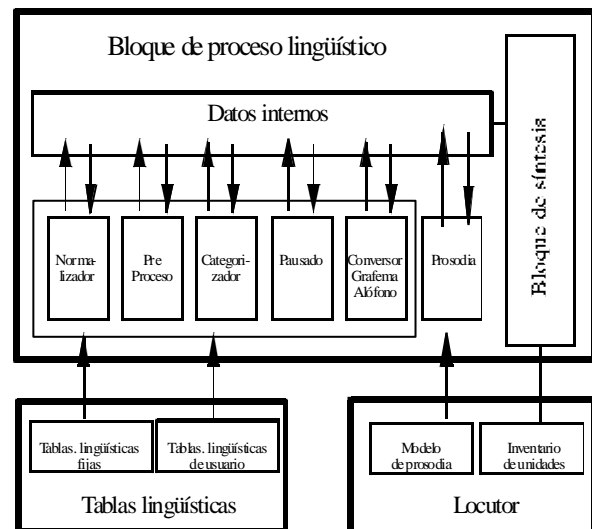 Bloque de proceso lingüístico
Datos internos
Bloque de síntesis
Norma-
lizador
Pre
Proceso
Categori-
zador
Pausado
Conversor
Grafema
Alófono
Prosodia
Tablas. lingüísticas
fijas
Tablas. lingüísticas
de usuario
Tablas lingüísticas
Modelo
de prosodia
Inventario
de unidades
Locutor